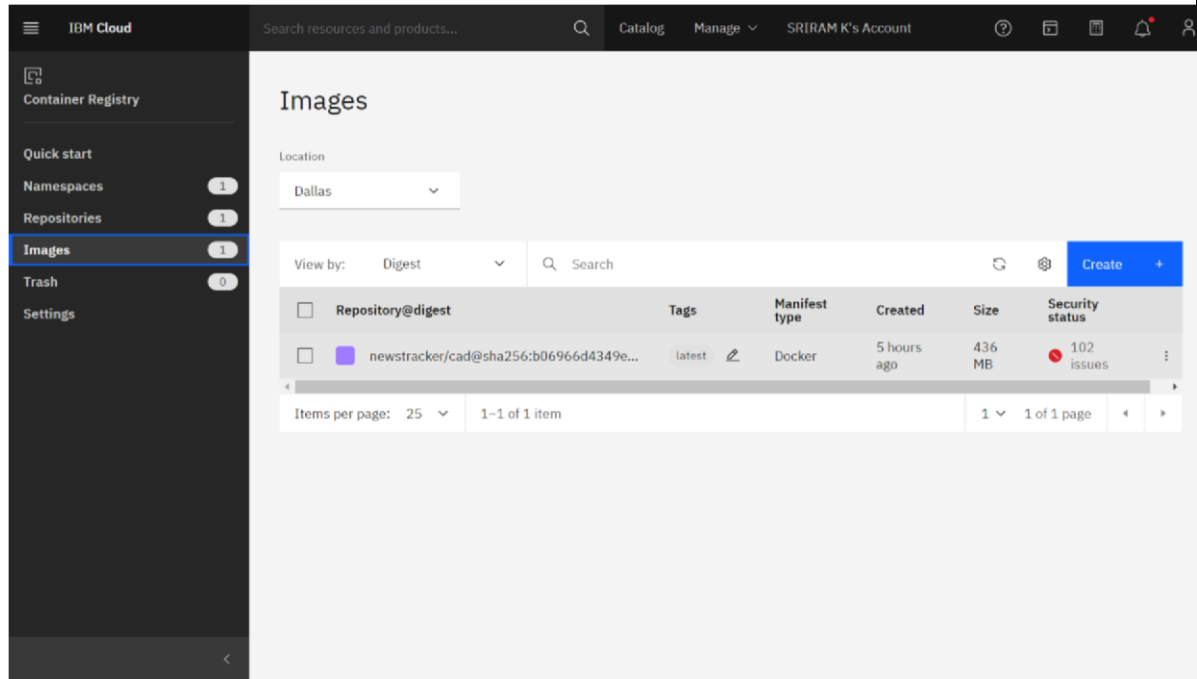 IBM Cloud
Search resources and products...
Catalog
Manage
SRIRAM K's Account
Container Registry
Quick start
Namespaces 1
Repositories 1
Images 1
Trash 0
Settings
Images
Location
Dallas
View by: Digest
Search
Create +
Repository@digest Tags Manifest type Created Size Security status
newstracker/cad@sha256:b06966d4349e... latest Docker 5 hours ago 436 MB 102 issues
Items per page: 25 1–1 of 1 item 1 1 of 1 page